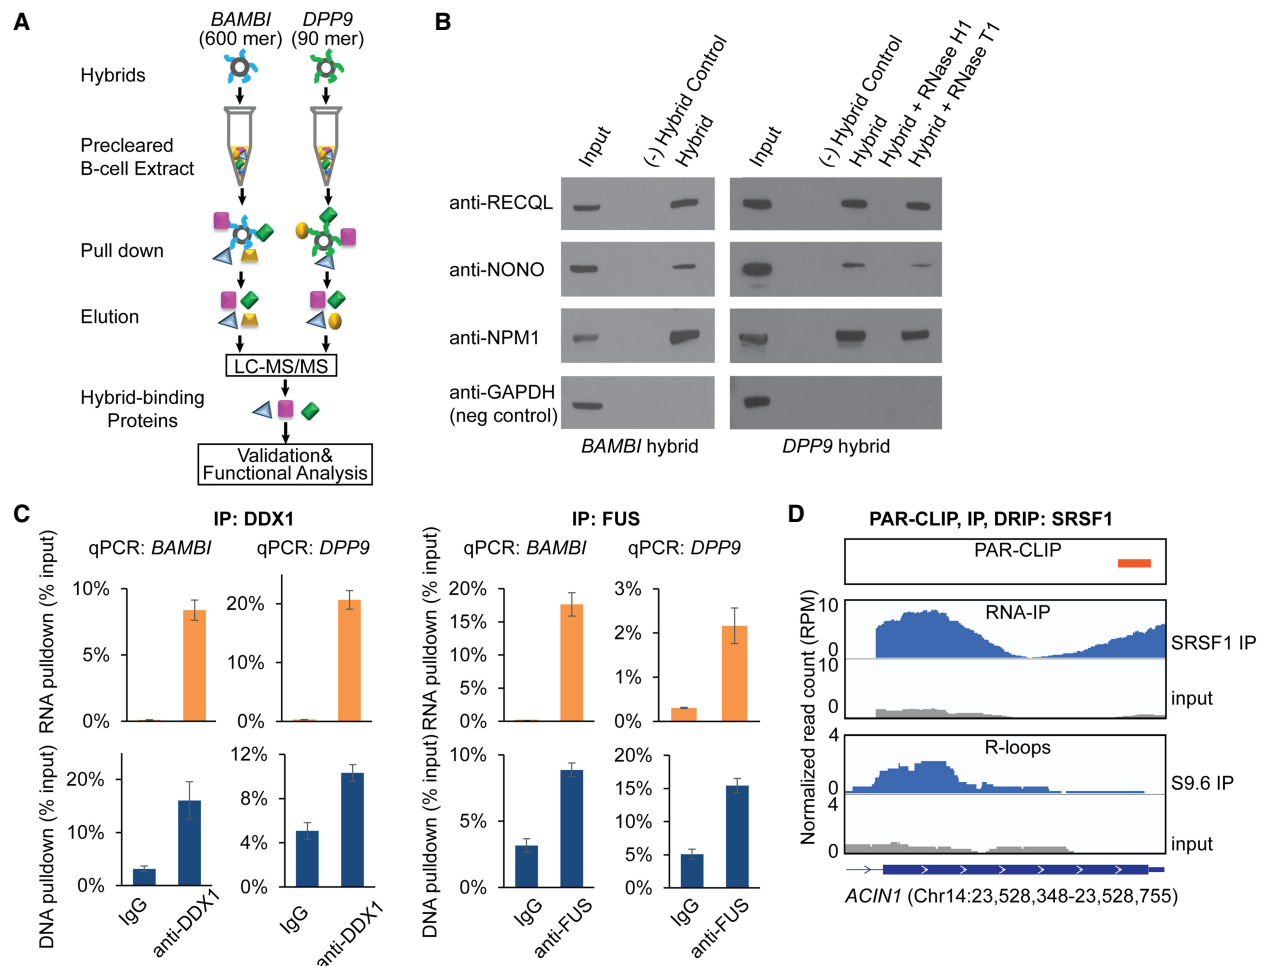 A
BAMBI
(600 mer)
DPP9
(90 mer)
Hybrids
Precleared
B-cell Extract
Pull down
Elution
LC-MS/MS
Hybrid-binding
Proteins
Validation&
Functional Analysis
B
Input
(-) Hybrid Control
Hybrid
Input
(-) Hybrid Control
Hybrid
Hybrid + RNase H1
Hybrid + RNase T1
anti-RECQL
anti-NONO
anti-NPM1
anti-GAPDH
(neg control)
BAMBI hybrid
DPP9 hybrid
C
IP: DDX1
qPCR: BAMBI
qPCR: DPP9
RNA pulldown (% input)
10%
5%
0%
20%
10%
0%
DNA pulldown (% input)
20%
10%
0%
12%
8%
4%
0%
IgG
anti-DDX1
IgG
anti-DDX1
IP: FUS
qPCR: BAMBI
qPCR: DPP9
RNA pulldown (% input)
20%
15%
10%
5%
0%
3%
2%
1%
0%
DNA pulldown (% input)
10%
5%
0%
20%
15%
10%
5%
0%
IgG
anti-FUS
IgG
anti-FUS
D
PAR-CLIP, IP, DRIP: SRSF1
PAR-CLIP
Normalized read count (RPM)
10
RNA-IP
0
SRSF1 IP
10
0
input
4
R-loops
0
S9.6 IP
4
0
input
ACIN1 (Chr14:23,528,348-23,528,755)